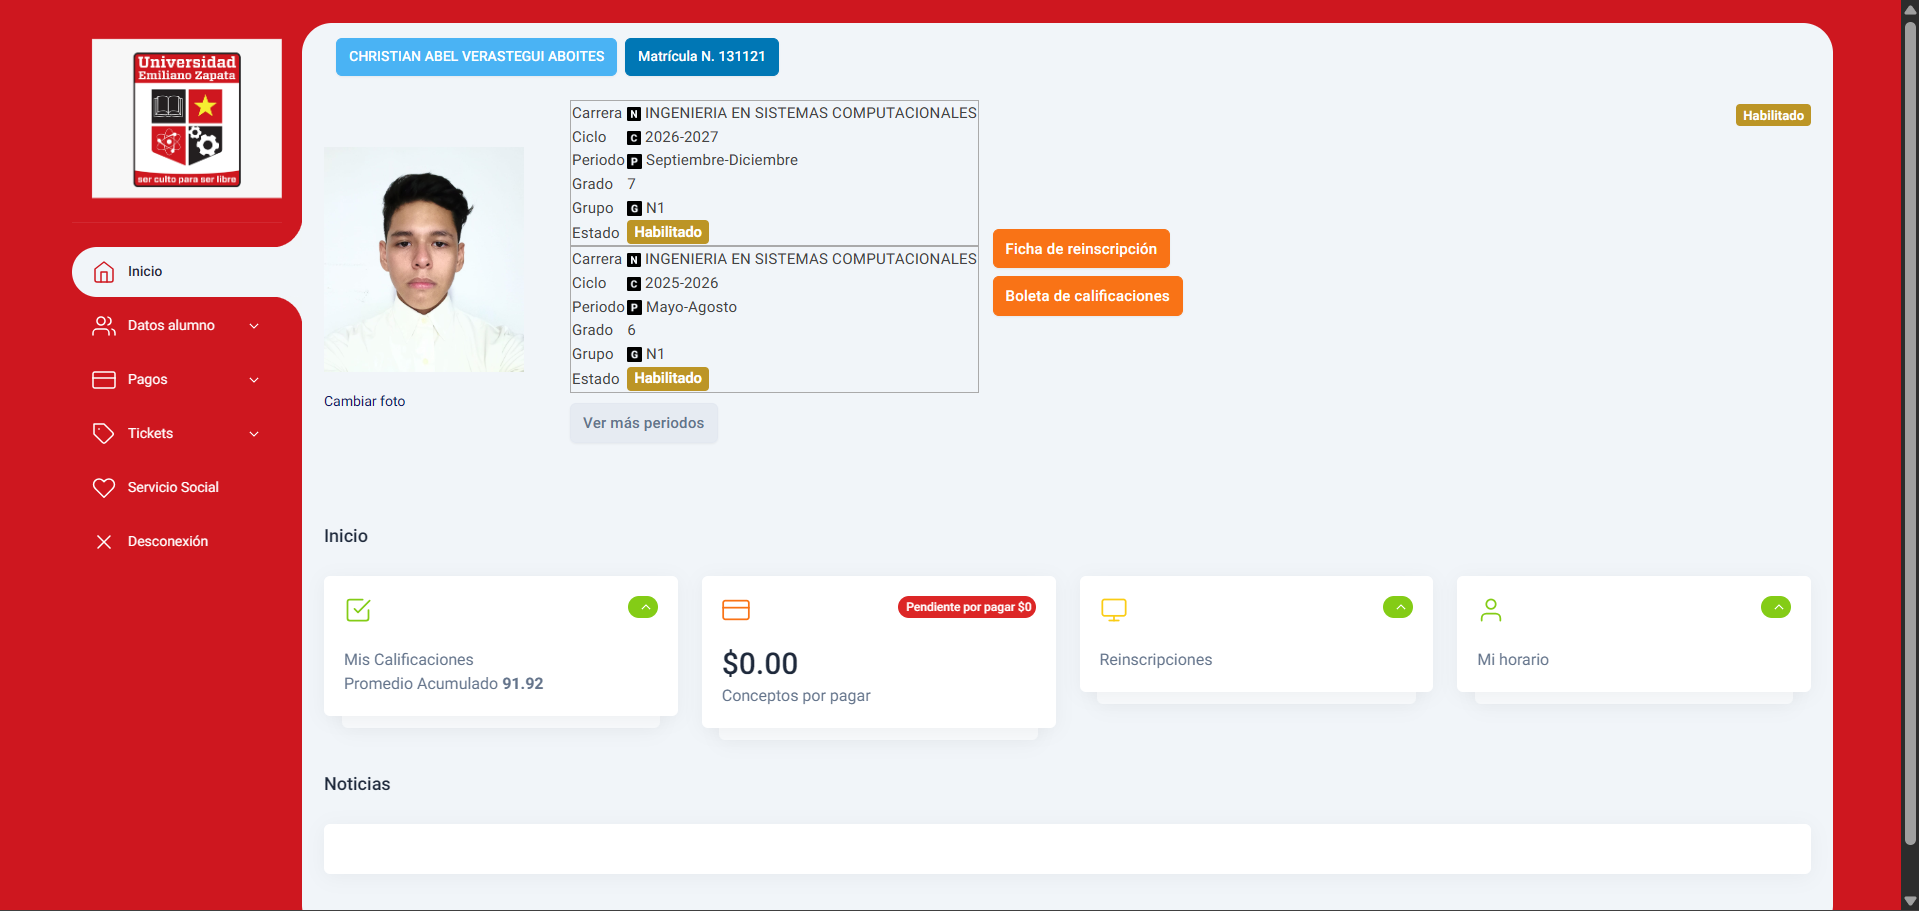 Universidad
Emiliano Zapata
ser culto para ser libre
Inicio
Datos alumno
Pagos
Tickets
Servicio Social
Desconexión
CHRISTIAN ABEL VERASTEGUI ABOITES
Matrícula N. 131121
Cambiar foto
Carrera N INGENIERIA EN SISTEMAS COMPUTACIONALES
Ciclo C 2026-2027
Periodo P Septiembre-Diciembre
Grado 7
Grupo G N1
Estado Habilitado
Carrera N INGENIERIA EN SISTEMAS COMPUTACIONALES
Ciclo C 2025-2026
Periodo P Mayo-Agosto
Grado 6
Grupo G N1
Estado Habilitado
Ver más periodos
Ficha de reinscripción
Boleta de calificaciones
Habilitado
Inicio
Mis Calificaciones
Promedio Acumulado 91.92
Pendiente por pagar $0
$0.00
Conceptos por pagar
Reinscripciones
Mi horario
Noticias